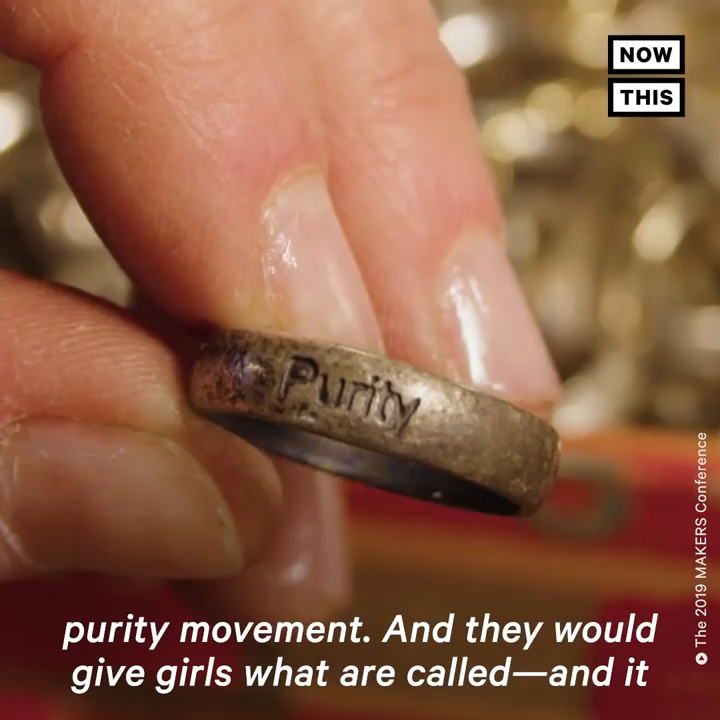 NOW
THIS
Purity
The 2019 MAKERS Conference
purity movement. And they would
give girls what are called—and it